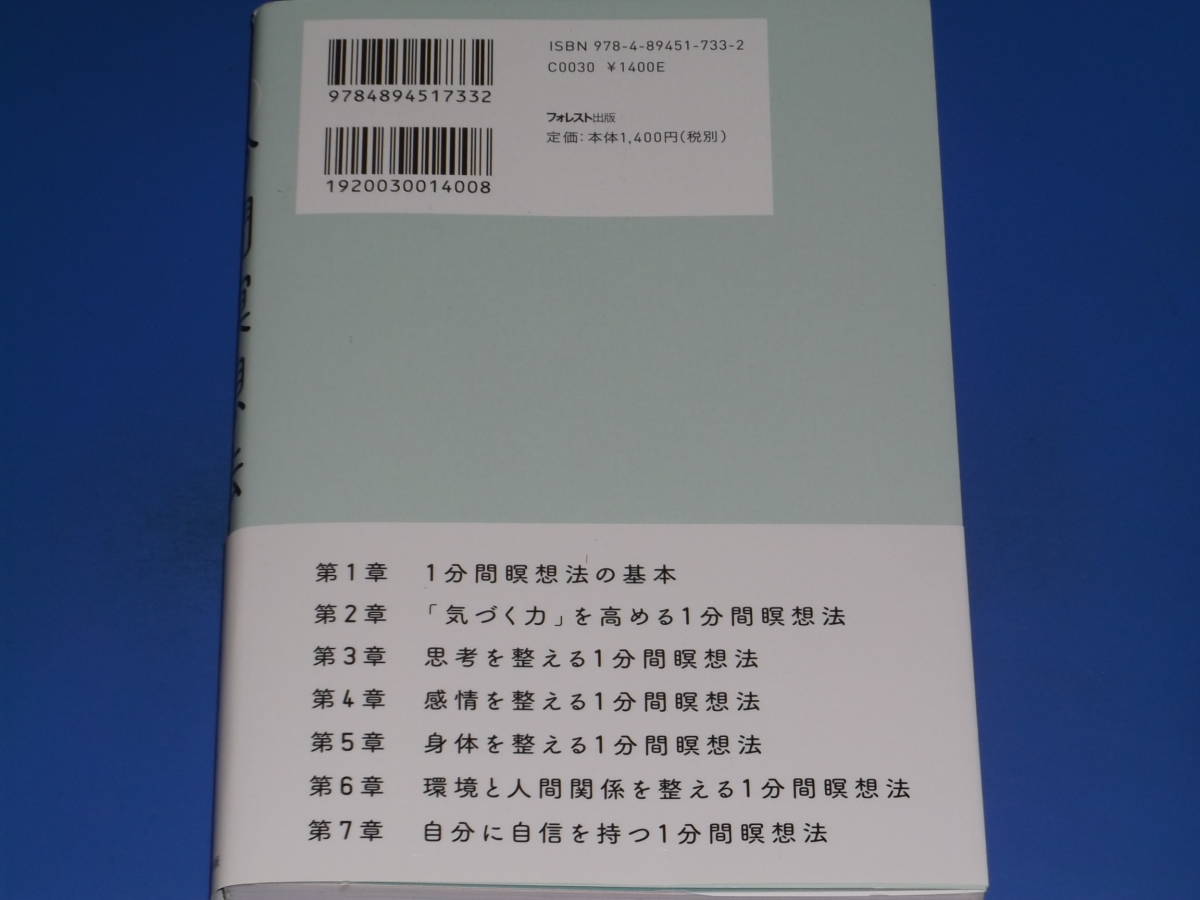 ISBN 978-4-89451-733-2
C0030 ¥1400E
9784894517332
フォレスト出版
定価:本体1,400円(税別)
1920030014008
第1章 1分間瞑想法の基本
第2章 「気づく力」を高める1分間瞑想法
第3章 思考を整える1分間瞑想法
第4章 感情を整える1分間瞑想法
第5章 身体を整える1分間瞑想法
第6章 環境と人間関係を整える1分間瞑想法
第7章 自分に自信を持つ1分間瞑想法